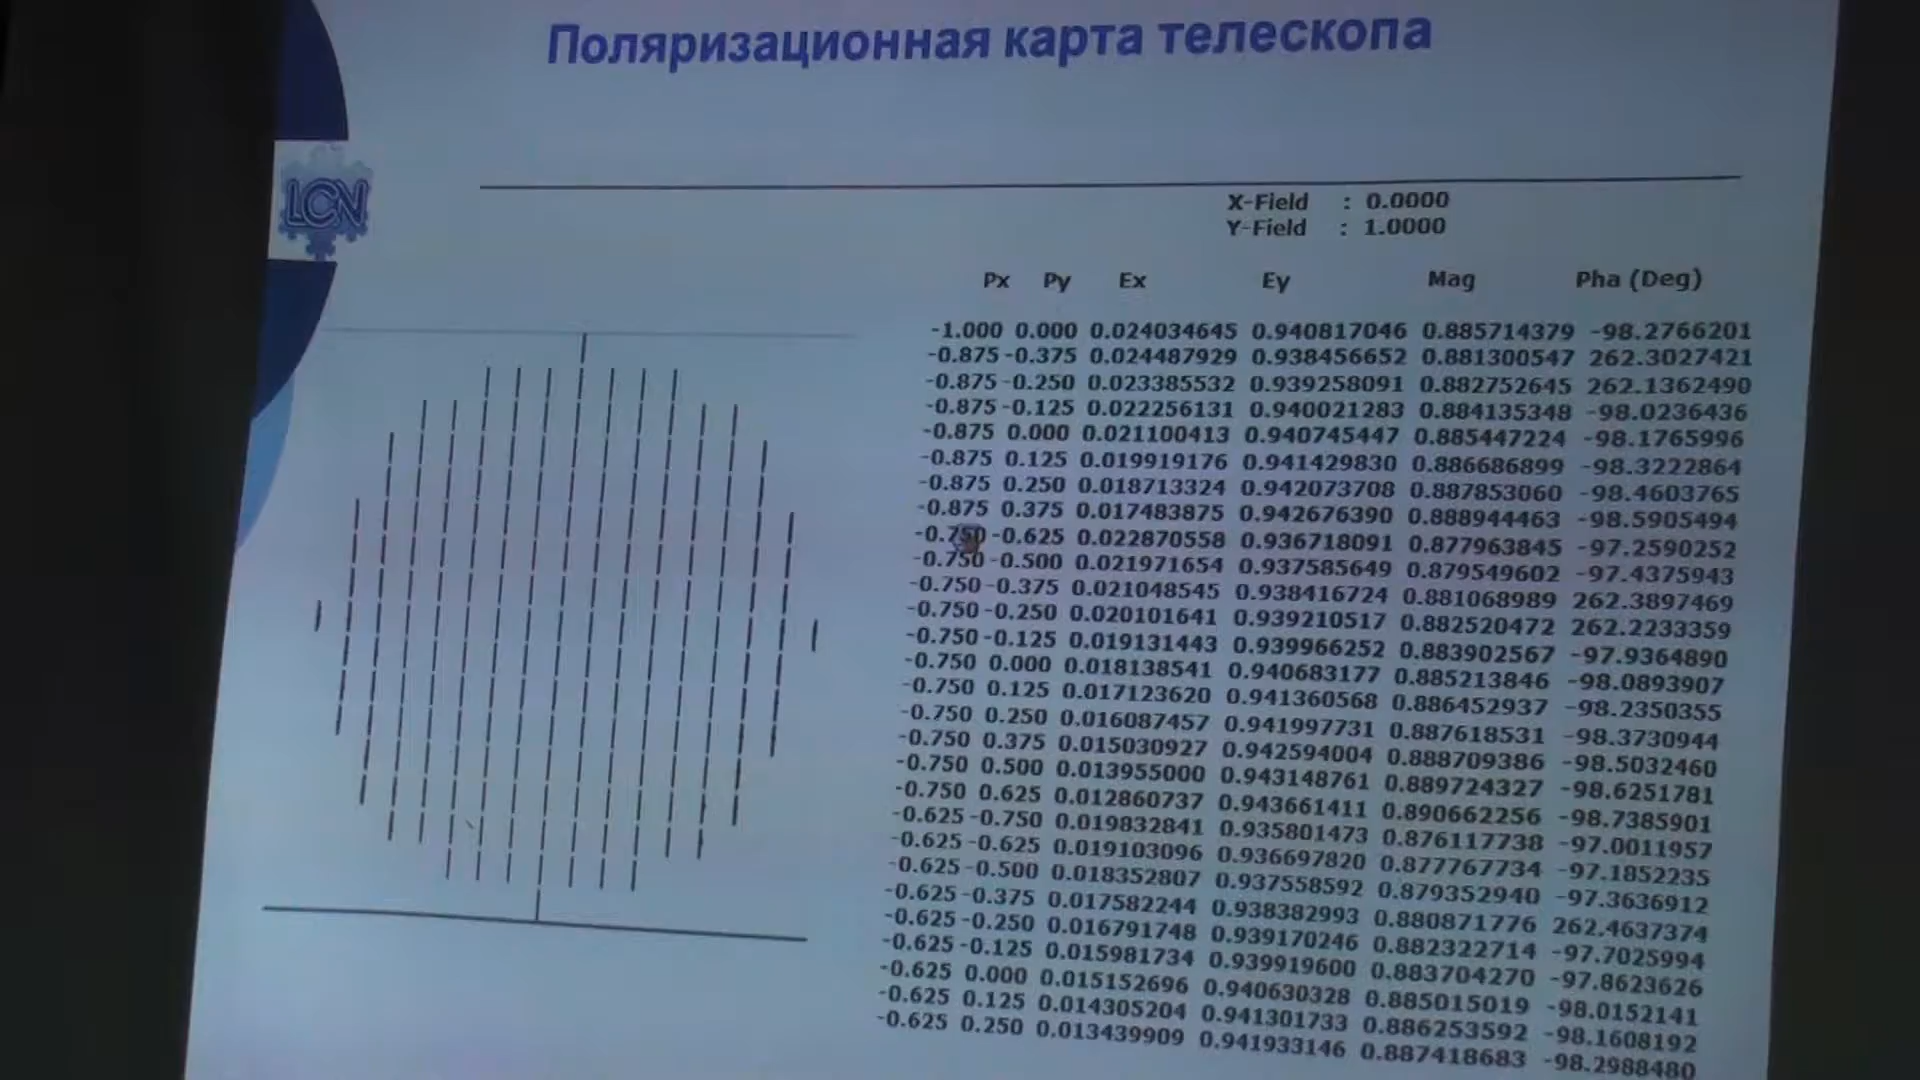 Поляризационная карта телескопа
LCN
X-Field : 0.0000
Y-Field : 1.0000
Px Py Ex Ey Mag Pha (Deg)
-1.000 0.000 0.024034645 0.940817046 0.885714379 -98.2766201
-0.875 -0.375 0.024487929 0.938456652 0.881300547 262.3027421
-0.875 -0.250 0.023385532 0.939258091 0.882752645 262.1362490
-0.875 -0.125 0.022256131 0.940021283 0.884135348 -98.0236436
-0.875 0.000 0.021100413 0.940745447 0.885447224 -98.1765996
-0.875 0.125 0.019919176 0.941429830 0.886686899 -98.3222864
-0.875 0.250 0.018713324 0.942073708 0.887853060 -98.4603765
-0.875 0.375 0.017483875 0.942676390 0.888944463 -98.5905494
-0.750 -0.625 0.022870558 0.936718091 0.877963845 -97.2590252
-0.750 -0.500 0.021971654 0.937585649 0.879549602 -97.4375943
-0.750 -0.375 0.021048545 0.938416724 0.881068989 262.3897469
-0.750 -0.250 0.020101641 0.939210517 0.882520472 262.2233359
-0.750 -0.125 0.019131443 0.939966252 0.883902567 -97.9364890
-0.750 0.000 0.018138541 0.940683177 0.885213846 -98.0893907
-0.750 0.125 0.017123620 0.941360568 0.886452937 -98.2350355
-0.750 0.250 0.016087457 0.941997731 0.887618531 -98.3730944
-0.750 0.375 0.015030927 0.942594004 0.888709386 -98.5032460
-0.750 0.500 0.013955000 0.943148761 0.889724327 -98.6251781
-0.750 0.625 0.012860737 0.943661411 0.890662256 -98.7385901
-0.625 -0.750 0.019832841 0.935801473 0.876117738 -97.0011957
-0.625 -0.625 0.019103096 0.936697820 0.877767734 -97.1852235
-0.625 -0.500 0.018352807 0.937558592 0.879352940 -97.3636912
-0.625 -0.375 0.017582244 0.938382993 0.880871776 262.4637374
-0.625 -0.250 0.016791748 0.939170246 0.882322714 -97.7025994
-0.625 -0.125 0.015981734 0.939919600 0.883704270 -97.8623626
-0.625 0.000 0.015152696 0.940630328 0.885015019 -98.0152141
-0.625 0.125 0.014305204 0.941301733 0.886253592 -98.1608192
-0.625 0.250 0.013439909 0.941933146 0.887418683 -98.2988480